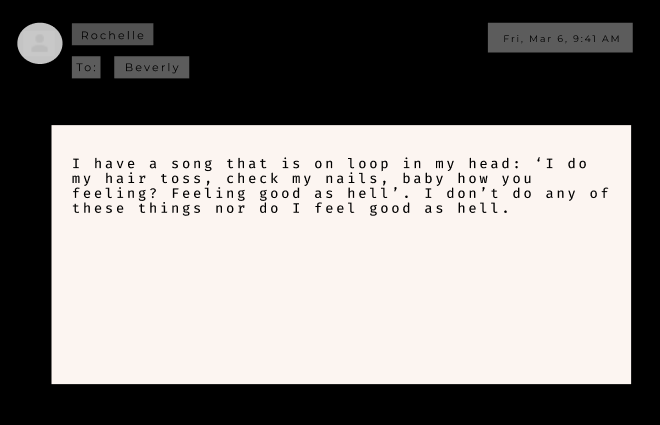 Rochelle
Fri, Mar 6, 9:41 AM
To: Beverly
I have a song that is on loop in my head: ‘I do
my hair toss, check my nails, baby how you
feeling? Feeling good as hell’. I don’t do any of
these things nor do I feel good as hell.